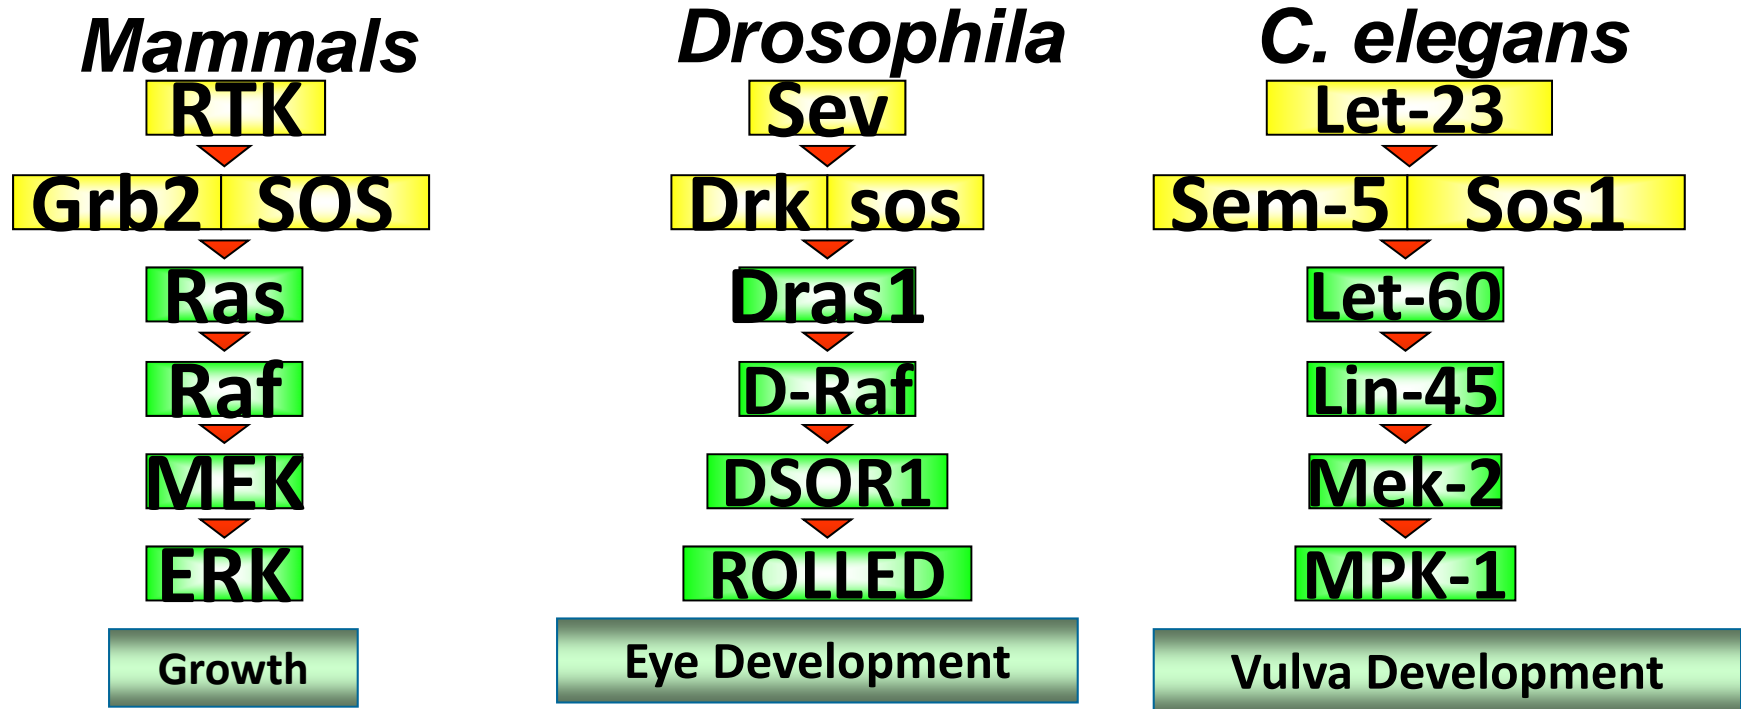 Mammals
RTK
Grb2 SOS
Ras
Raf
MEK
ERK
Growth
Drosophila
Sev
Drk sos
Dras1
D-Raf
DSOR1
ROLLED
Eye Development
C. elegans
Let-23
Sem-5 Sos1
Let-60
Lin-45
Mek-2
MPK-1
Vulva Development